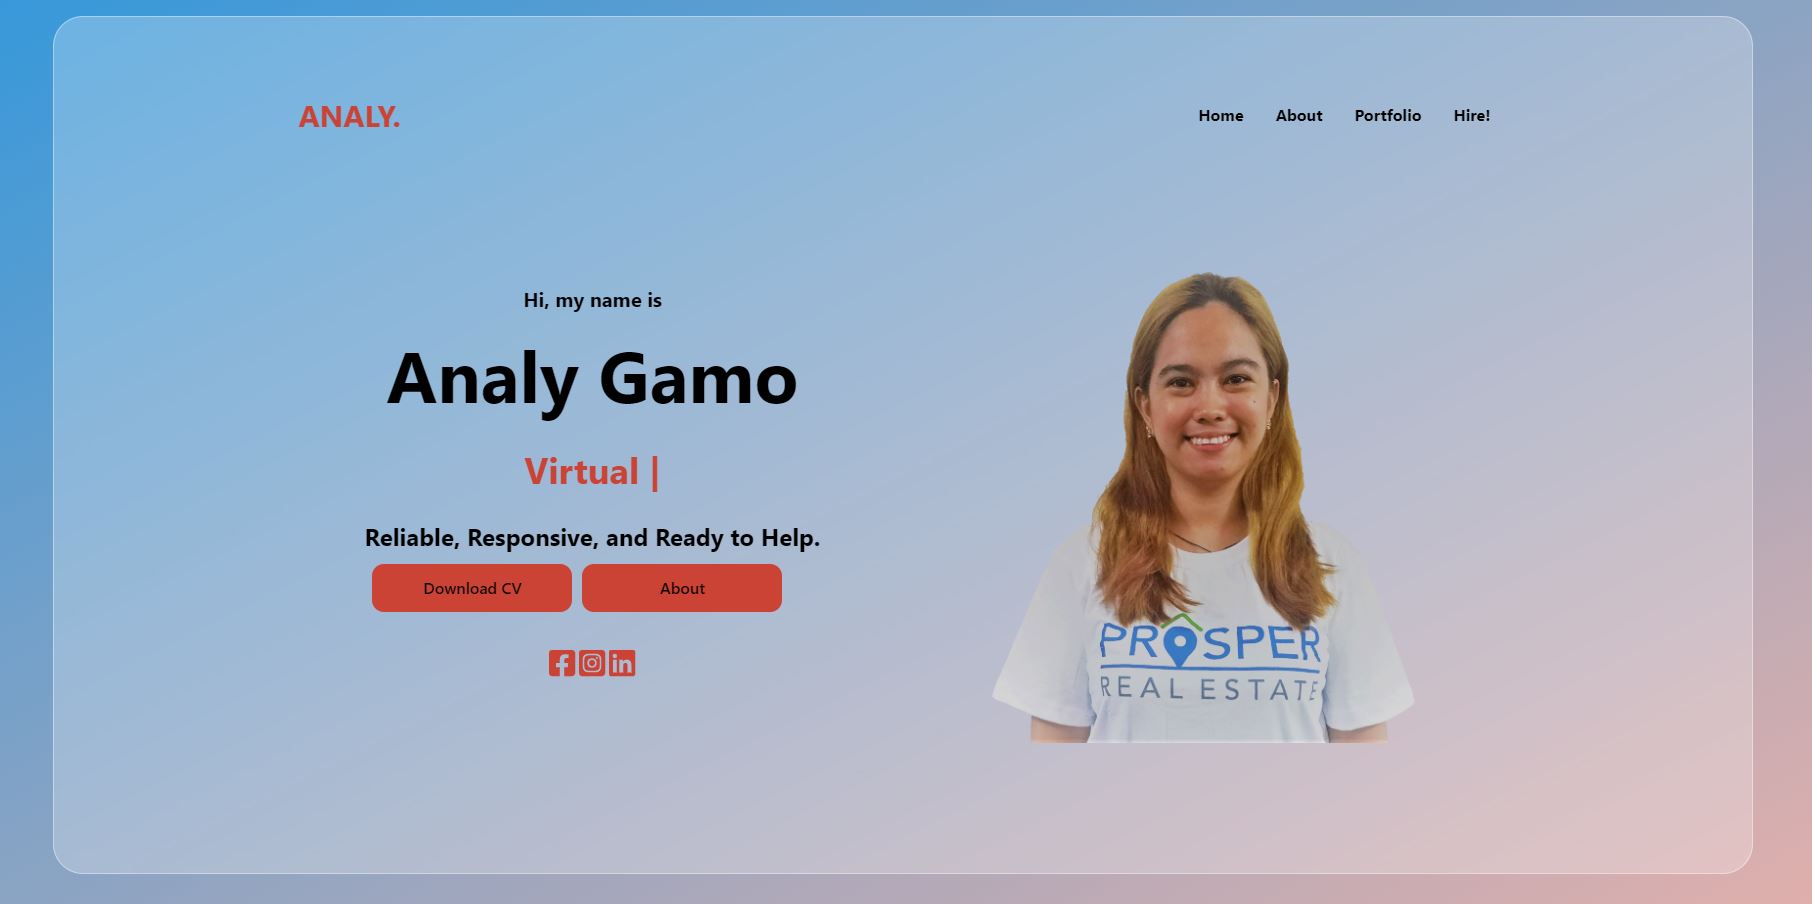 ANALY.
Home About Portfolio Hire!
Hi, my name is
Analy Gamo
Virtual |
Reliable, Responsive, and Ready to Help.
Download CV About
PROSPER
REAL ESTATE